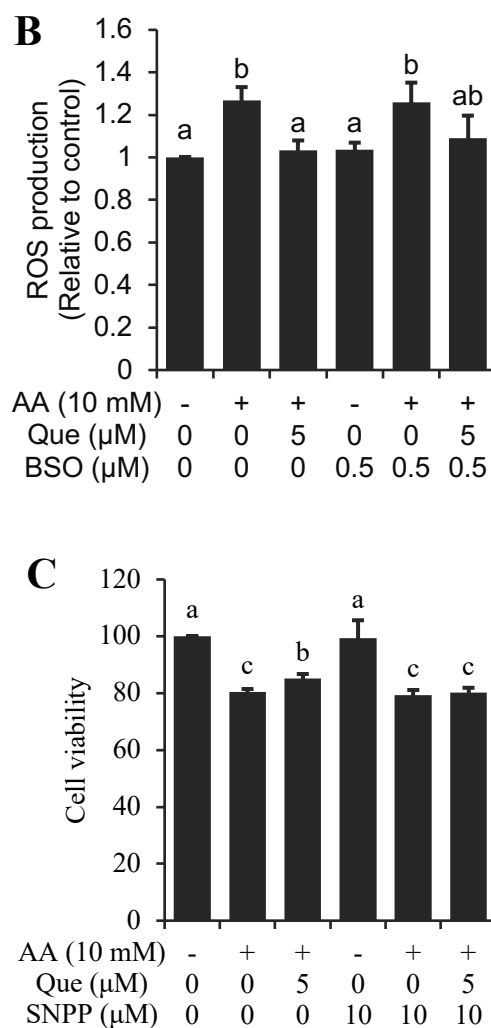 B
ROS production
(Relative to control)
1.6
1.4
1.2
1
0.8
0.6
0.4
0.2
0
a b a a b ab
AA (10 mM) - + + - + +
Que (µM) 0 0 5 0 0 5
BSO (µM) 0 0 0 0.5 0.5 0.5
C
Cell viability
120
100
80
60
40
20
0
a c b a c c
AA (10 mM) - + + - + +
Que (µM) 0 0 5 0 0 5
SNPP (µM) 0 0 0 10 10 10